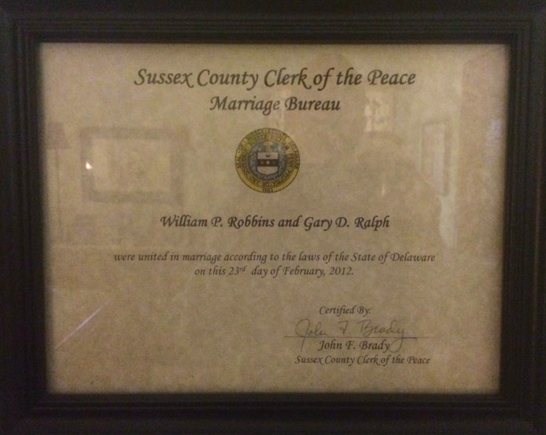 Sussex County Clerk of the Peace
Marriage Bureau
William P. Robbins and Gary D. Ralph
were united in marriage according to the laws of the State of Delaware
on this 23rd day of February, 2012.
Certified By:
John F. Brady
John F. Brady
Sussex County Clerk of the Peace